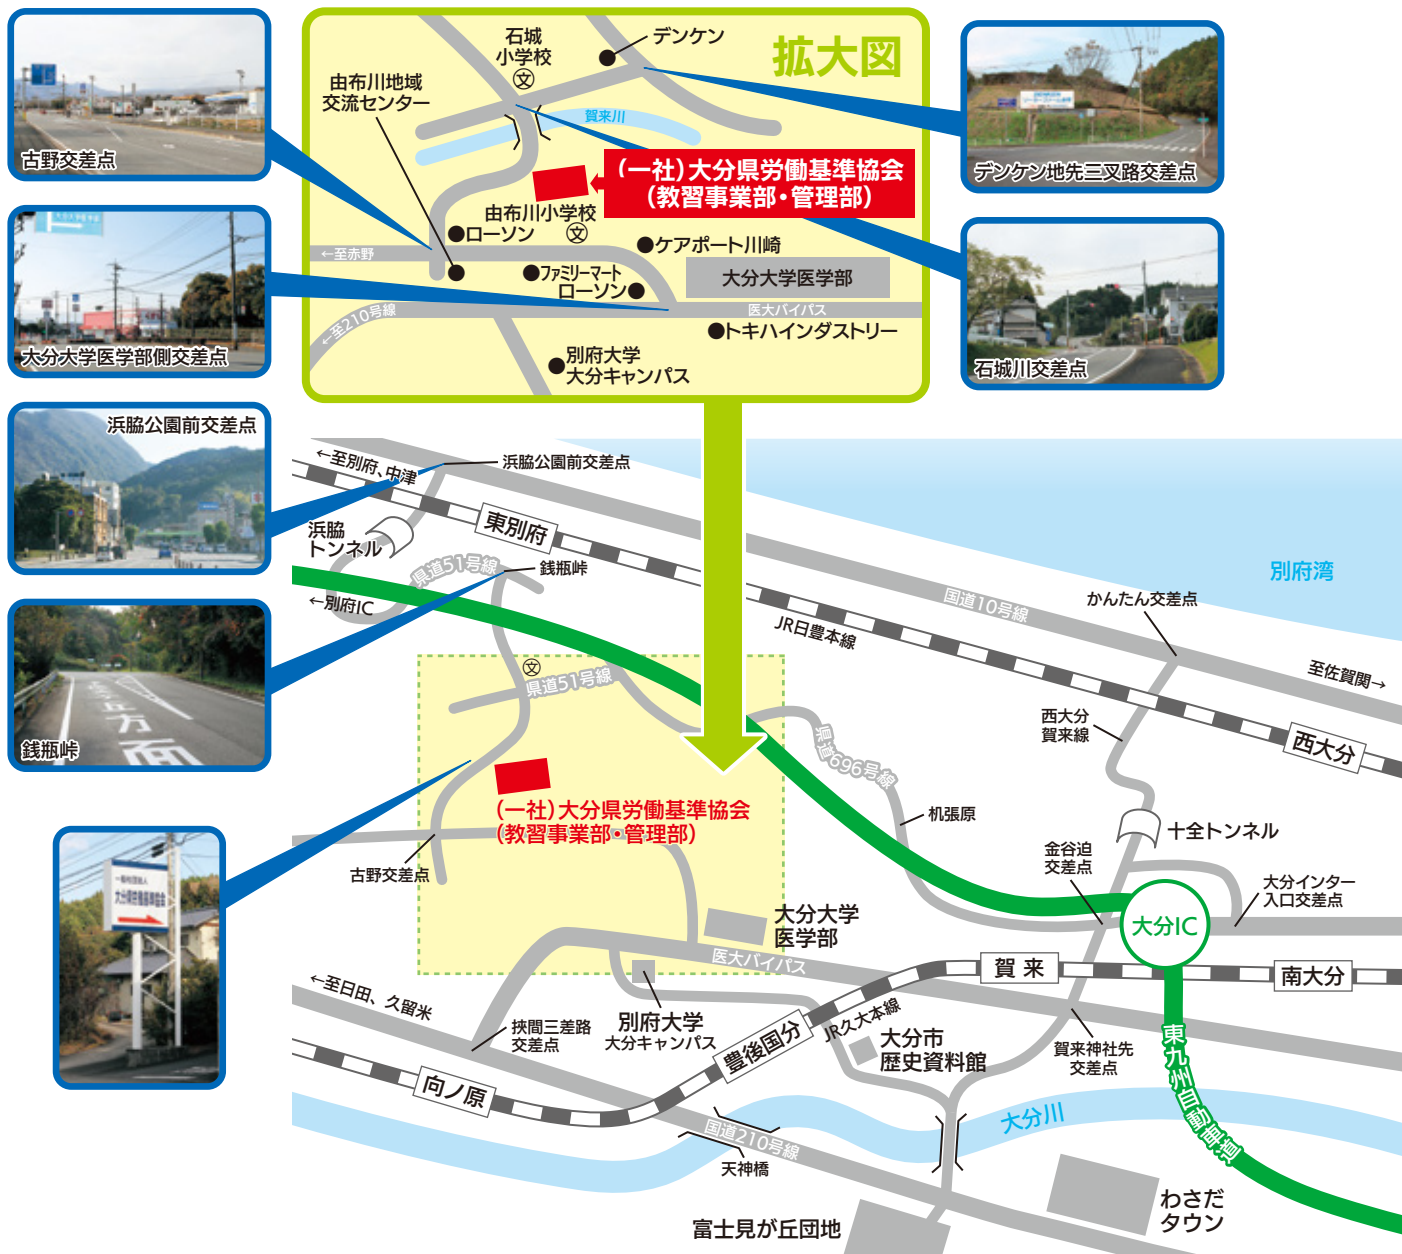 拡大図
石城
小学校
文
デンケン
由布川地域
交流センター
賀来川
(一社)大分県労働基準協会
(教習事業部・管理部)
由布川小学校
文
ローソン
←至赤野
ケアポート川崎
ファミリーマート
ローソン
大分大学医学部
←至210号線
医大バイパス
トキハインダストリー
別府大学
大分キャンパス
古野交差点
大分大学医学部側交差点
デンケン地先三叉路交差点
石城川交差点
浜脇公園前交差点
銭瓶峠
←至別府、中津
浜脇公園前交差点
浜脇
トンネル
東別府
県道51号線
銭瓶峠
←別府IC
国道10号線
JR日豊本線
別府湾
かんたん交差点
至佐賀関→
西大分
賀来線
西大分
文
県道51号線
県道696号線
机張原
(一社)大分県労働基準協会
(教習事業部・管理部)
古野交差点
十全トンネル
金谷迫
交差点
大分インター
入口交差点
大分IC
大分大学
医学部
医大バイパス
賀来
南大分
←至日田、久留米
挾間三差路
交差点
別府大学
大分キャンパス
豊後国分
JR久大本線
大分市
歴史資料館
賀来神社先
交差点
東九州自動車道
向ノ原
国道210号線
天神橋
大分川
わさだ
タウン
富士見が丘団地
一般社団法人
大分県労働基準協会